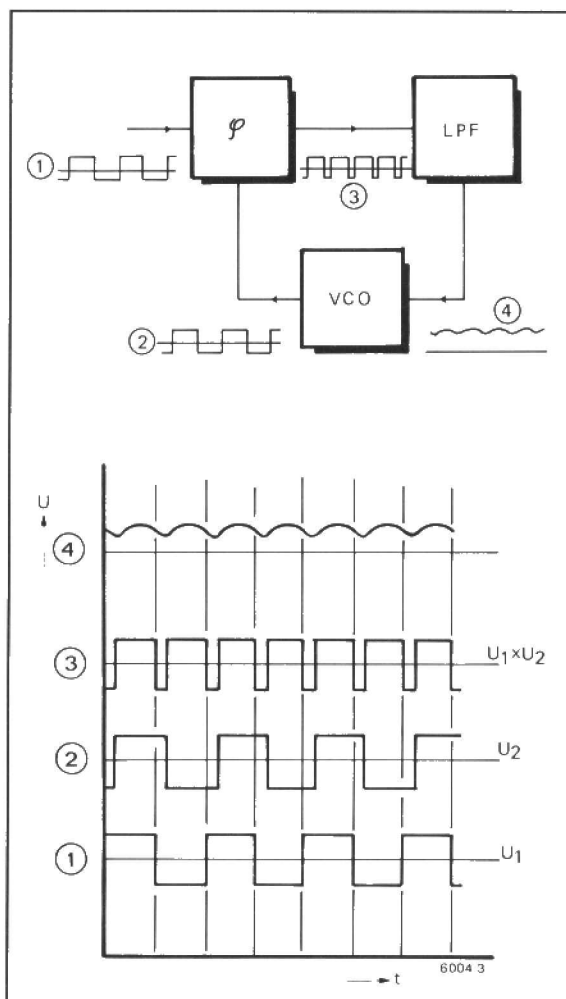 φ
LPF
①
③
VCO
④
②
U
④
③
U₁×U₂
②
U₂
①
U₁
6004 3
t